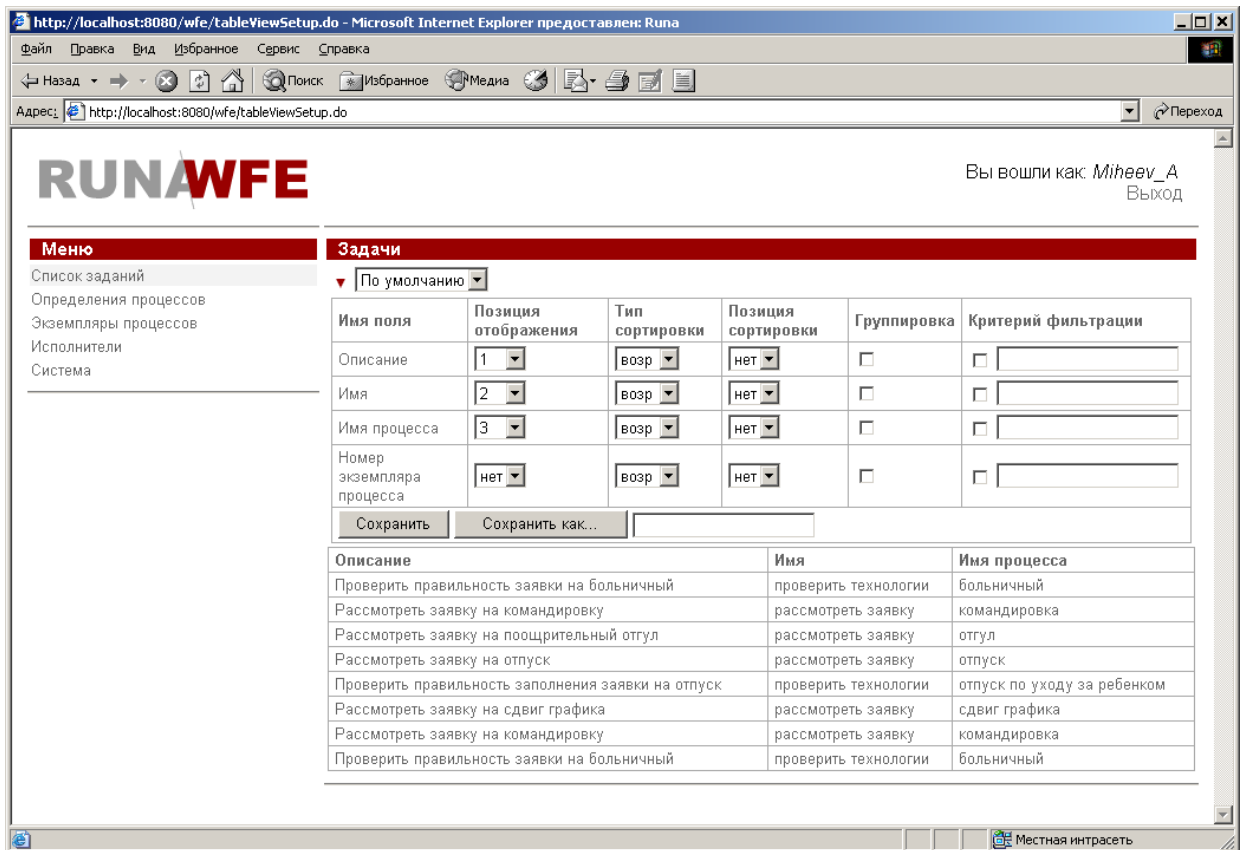 http://localhost:8080/wfe/tableViewSetup.do - Microsoft Internet Explorer предоставлен: Runa
Файл Правка Вид Избранное Сервис Справка
Назад Поиск Избранное Медиа
Адрес: http://localhost:8080/wfe/tableViewSetup.do Переход
RUNAWFE
Вы вошли как: Miheev_A
Выход
Меню
Список заданий
Определения процессов
Экземпляры процессов
Исполнители
Система
Задачи
По умолчанию
Имя поля Позиция отображения Тип сортировки Позиция сортировки Группировка Критерий фильтрации
Описание 1 возр нет
Имя 2 возр нет
Имя процесса 3 возр нет
Номер экземпляра процесса нет возр нет
Сохранить Сохранить как...
Описание Имя Имя процесса
Проверить правильность заявки на больничный проверить технологии больничный
Рассмотреть заявку на командировку рассмотреть заявку командировка
Рассмотреть заявку на поощрительный отгул рассмотреть заявку отгул
Рассмотреть заявку на отпуск рассмотреть заявку отпуск
Проверить правильность заполнения заявки на отпуск проверить технологии отпуск по уходу за ребенком
Рассмотреть заявку на сдвиг графика рассмотреть заявку сдвиг графика
Рассмотреть заявку на командировку рассмотреть заявку командировка
Проверить правильность заявки на больничный проверить технологии больничный
Местная интрасеть